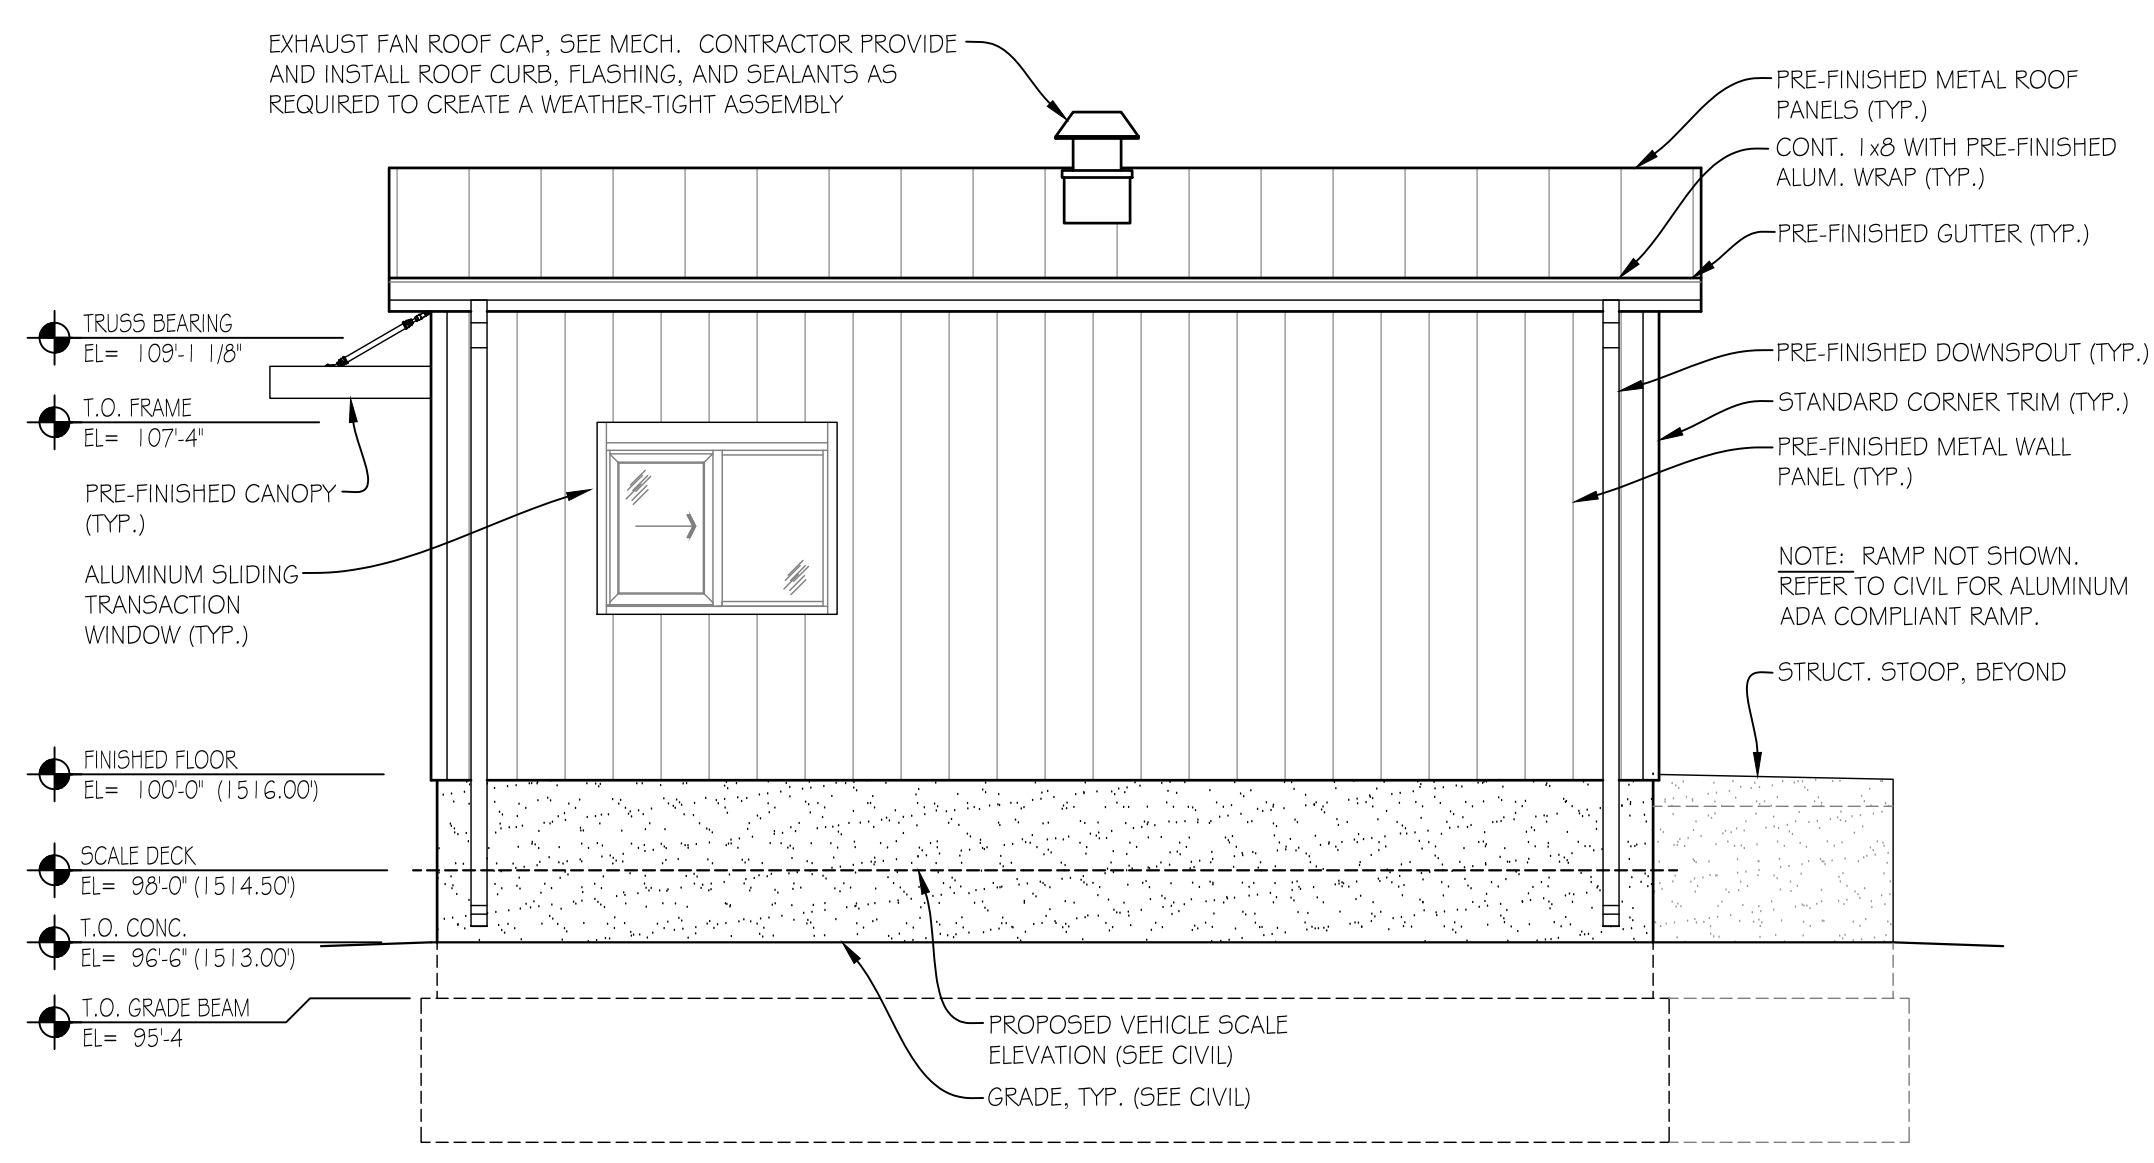 EXHAUST FAN ROOF CAP, SEE MECH. CONTRACTOR PROVIDE
AND INSTALL ROOF CURB, FLASHING, AND SEALANTS AS
REQUIRED TO CREATE A WEATHER-TIGHT ASSEMBLY
PRE-FINISHED METAL ROOF
PANELS (TYP.)
CONT. 1x8 WITH PRE-FINISHED
ALUM. WRAP (TYP.)
PRE-FINISHED GUTTER (TYP.)
TRUSS BEARING
EL= 109'-1 1/8"
T.O. FRAME
EL= 107'-4"
PRE-FINISHED CANOPY
(TYP.)
ALUMINUM SLIDING
TRANSACTION
WINDOW (TYP.)
PRE-FINISHED DOWNSPOUT (TYP.)
STANDARD CORNER TRIM (TYP.)
PRE-FINISHED METAL WALL
PANEL (TYP.)
NOTE: RAMP NOT SHOWN.
REFER TO CIVIL FOR ALUMINUM
ADA COMPLIANT RAMP.
STRUCT. STOOP, BEYOND
FINISHED FLOOR
EL= 100'-0" (1516.00')
SCALE DECK
EL= 98'-0" (1514.50')
T.O. CONC.
EL= 96'-6" (1513.00')
T.O. GRADE BEAM
EL= 95'-4
PROPOSED VEHICLE SCALE
ELEVATION (SEE CIVIL)
GRADE, TYP. (SEE CIVIL)